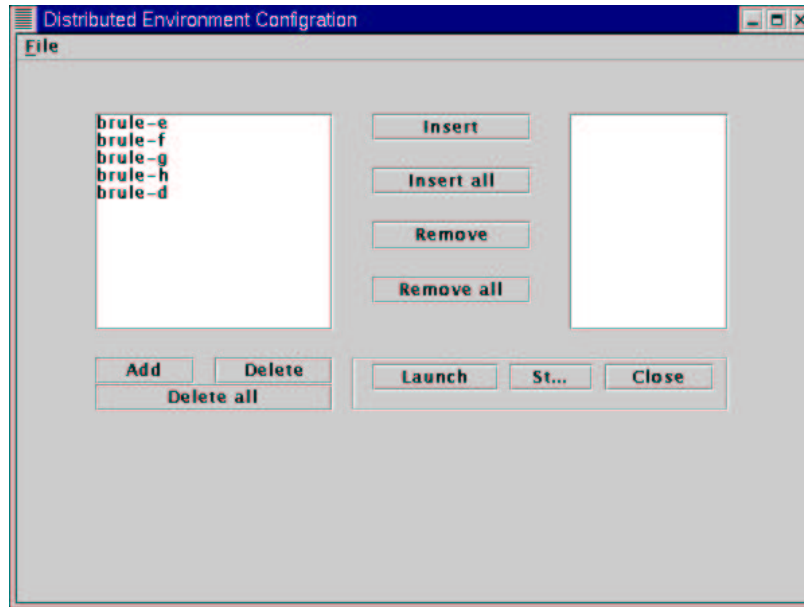 Distributed Environment Configration
File
brule-e
brule-f
brule-g
brule-h
brule-d
Insert
Insert all
Remove
Remove all
Add
Delete
Delete all
Launch
St...
Close